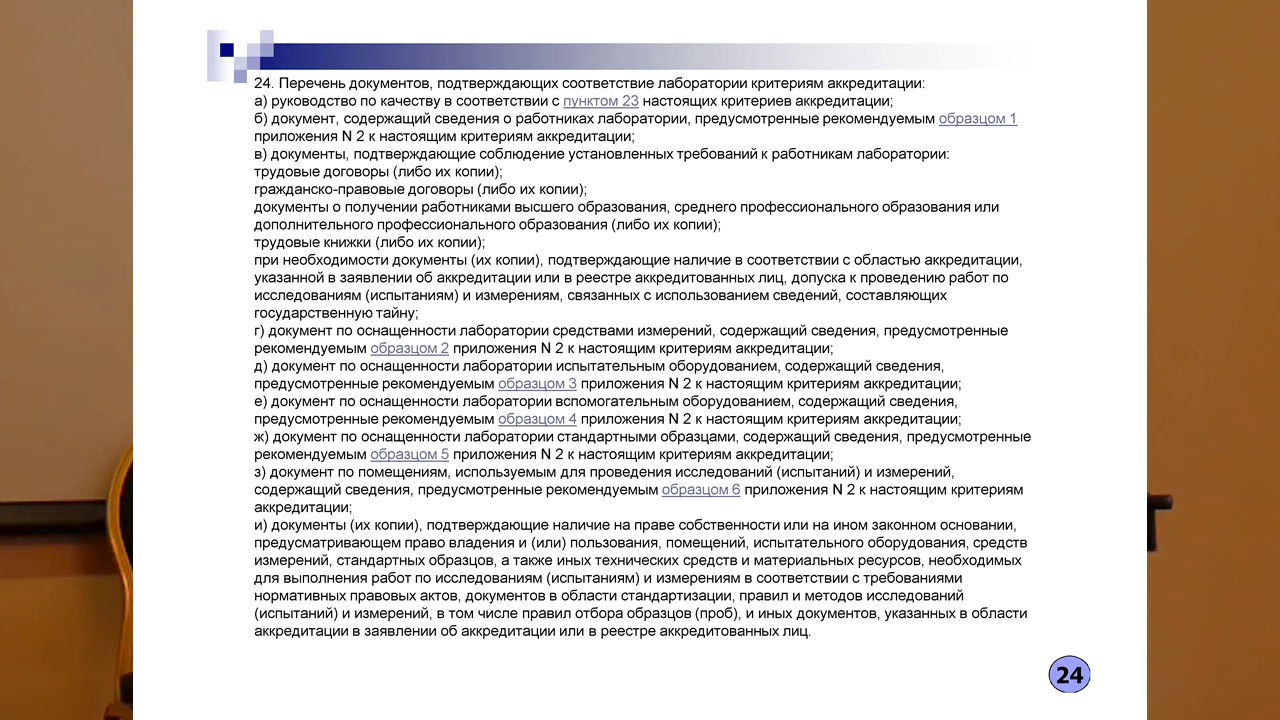 24. Перечень документов, подтверждающих соответствие лаборатории критериям аккредитации:
а) руководство по качеству в соответствии с пунктом 23 настоящих критериев аккредитации;
б) документ, содержащий сведения о работниках лаборатории, предусмотренные рекомендуемым образцом 1
приложения N 2 к настоящим критериям аккредитации;
в) документы, подтверждающие соблюдение установленных требований к работникам лаборатории:
трудовые договоры (либо их копии);
гражданско-правовые договоры (либо их копии);
документы о получении работниками высшего образования, среднего профессионального образования или
дополнительного профессионального образования (либо их копии);
трудовые книжки (либо их копии);
при необходимости документы (их копии), подтверждающие наличие в соответствии с областью аккредитации,
указанной в заявлении об аккредитации или в реестре аккредитованных лиц, допуска к проведению работ по
исследованиям (испытаниям) и измерениям, связанных с использованием сведений, составляющих
государственную тайну;
г) документ по оснащенности лаборатории средствами измерений, содержащий сведения, предусмотренные
рекомендуемым образцом 2 приложения N 2 к настоящим критериям аккредитации;
д) документ по оснащенности лаборатории испытательным оборудованием, содержащий сведения,
предусмотренные рекомендуемым образцом 3 приложения N 2 к настоящим критериям аккредитации;
е) документ по оснащенности лаборатории вспомогательным оборудованием, содержащий сведения,
предусмотренные рекомендуемым образцом 4 приложения N 2 к настоящим критериям аккредитации;
ж) документ по оснащенности лаборатории стандартными образцами, содержащий сведения, предусмотренные
рекомендуемым образцом 5 приложения N 2 к настоящим критериям аккредитации;
з) документ по помещениям, используемым для проведения исследований (испытаний) и измерений,
содержащий сведения, предусмотренные рекомендуемым образцом 6 приложения N 2 к настоящим критериям
аккредитации;
и) документы (их копии), подтверждающие наличие на праве собственности или на ином законном основании,
предусматривающем право владения и (или) пользования, помещений, испытательного оборудования, средств
измерений, стандартных образцов, а также иных технических средств и материальных ресурсов, необходимых
для выполнения работ по исследованиям (испытаниям) и измерениям в соответствии с требованиями
нормативных правовых актов, документов в области стандартизации, правил и методов исследований
(испытаний) и измерений, в том числе правил отбора образцов (проб), и иных документов, указанных в области
аккредитации в заявлении об аккредитации или в реестре аккредитованных лиц.
24